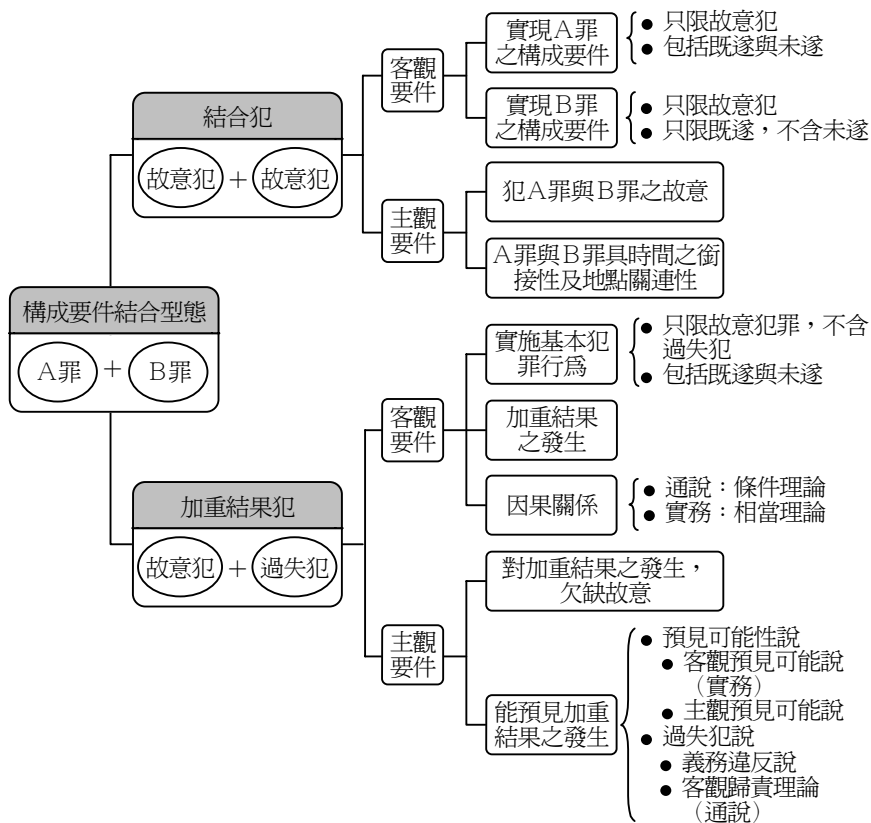 構成要件結合型態
A罪
+
B罪
結合犯
故意犯
+
故意犯
客觀
要件
實現A罪
之構成要件
● 只限故意犯
● 包括既遂與未遂
實現B罪
之構成要件
● 只限故意犯
● 只限既遂，不含未遂
主觀
要件
犯A罪與B罪之故意
A罪與B罪具時間之銜
接性及地點關連性
加重結果犯
故意犯
+
過失犯
客觀
要件
實施基本犯
罪行爲
● 只限故意犯罪，不含
過失犯
● 包括既遂與未遂
加重結果
之發生
因果關係
● 通說：條件理論
● 實務：相當理論
主觀
要件
對加重結果之發生，
欠缺故意
能預見加重
結果之發生
● 預見可能性說
● 客觀預見可能說
（實務）
● 主觀預見可能說
● 過失犯說
● 義務違反說
● 客觀歸責理論
（通說）